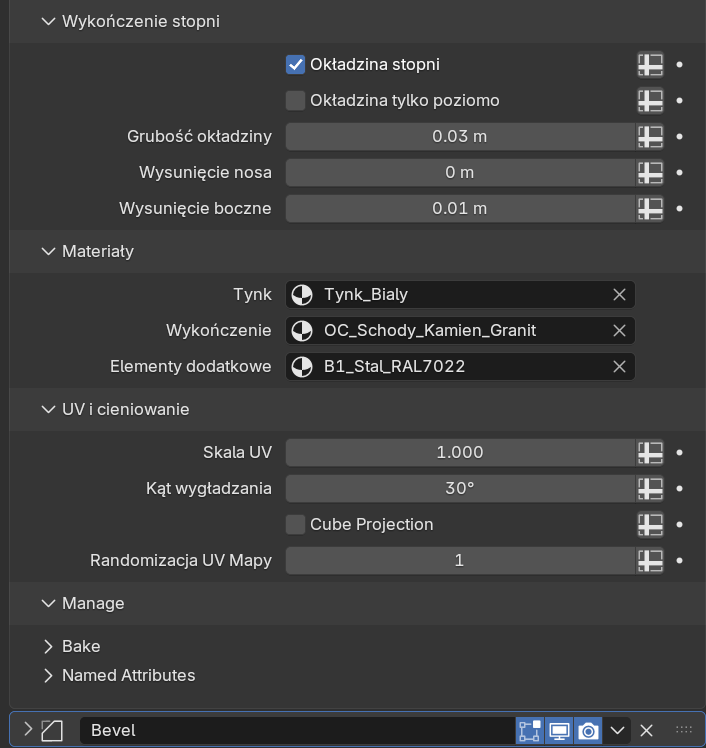 Wykończenie stopni
Okładzina stopni
Okładzina tylko poziomo
Grubość okładziny 0.03 m
Wysunięcie nosa 0 m
Wysunięcie boczne 0.01 m
Materiały
Tynk Tynk_Bialy
Wykończenie OC_Schody_Kamien_Granit
Elementy dodatkowe B1_Stal_RAL7022
UV i cieniowanie
Skala UV 1.000
Kąt wygładzania 30°
Cube Projection
Randomizacja UV Mapy 1
Manage
Bake
Named Attributes
Bevel